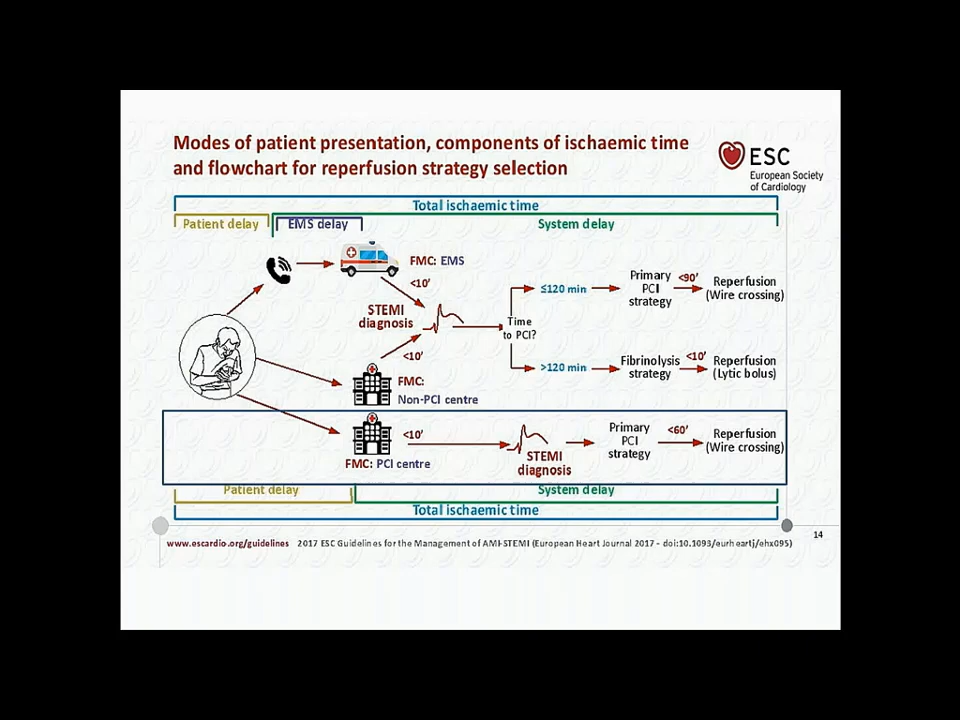 Modes of patient presentation, components of ischaemic time
and flowchart for reperfusion strategy selection
ESC
European Society
of Cardiology
Total ischaemic time
Patient delay
EMS delay
System delay
FMC: EMS
<10'
STEMI
diagnosis
Time
to PCI?
≤120 min
Primary
PCI
strategy
<90'
Reperfusion
(Wire crossing)
<10'
FMC:
Non-PCI centre
>120 min
Fibrinolysis
strategy
<10'
Reperfusion
(Lytic bolus)
<10'
FMC: PCI centre
STEMI
diagnosis
Primary
PCI
strategy
<60'
Reperfusion
(Wire crossing)
Patient delay
System delay
Total ischaemic time
www.escardio.org/guidelines 2017 ESC Guidelines for the Management of AMI-STEMI (European Heart Journal 2017 - doi:10.1093/eurheartj/ehx095)
14